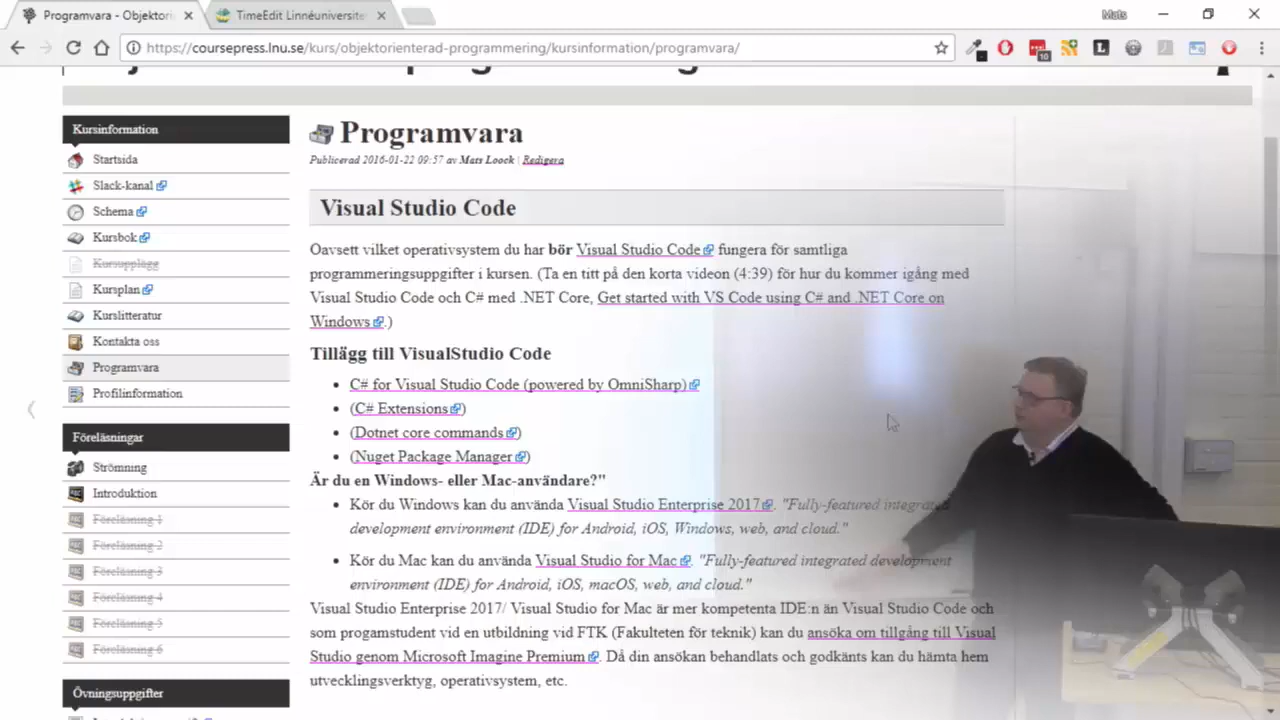 Programvara - Objektori
TimeEdit Linnéuniversite
Mats
https://coursepress.lnu.se/kurs/objektorienterad-programmering/kursinformation/programvara/
10
L
Kursinformation
Startsida
Slack-kanal
Schema
Kursbok
Kursupplägg
Kursplan
Kurslitteratur
Kontakta oss
Programvara
Profilinformation
Föreläsningar
Strömning
Introduktion
Föreläsning 1
Föreläsning 2
Föreläsning 3
Föreläsning 4
Föreläsning 5
Föreläsning 6
Övningsuppgifter
Programvara
Publicerad 2016-01-22 09:57 av Mats Loock | Redigera
Visual Studio Code
Oavsett vilket operativsystem du har bör Visual Studio Code fungera för samtliga
programmeringsuppgifter i kursen. (Ta en titt på den korta videon (4:39) för hur du kommer igång med
Visual Studio Code och C# med .NET Core, Get started with VS Code using C# and .NET Core on
Windows.)
Tillägg till VisualStudio Code
• C# for Visual Studio Code (powered by OmniSharp)
• (C# Extensions)
• (Dotnet core commands)
• (Nuget Package Manager)
Är du en Windows- eller Mac-användare?"
• Kör du Windows kan du använda Visual Studio Enterprise 2017. "Fully-featured integrated
development environment (IDE) for Android, iOS, Windows, web, and cloud."
• Kör du Mac kan du använda Visual Studio for Mac. "Fully-featured integrated development
environment (IDE) for Android, iOS, macOS, web, and cloud."
Visual Studio Enterprise 2017/ Visual Studio for Mac är mer kompetenta IDE:n än Visual Studio Code och
som progamstudent vid en utbildning vid FTK (Fakulteten för teknik) kan du ansöka om tillgång till Visual
Studio genom Microsoft Imagine Premium. Då din ansökan behandlats och godkänts kan du hämta hem
utvecklingsverktyg, operativsystem, etc.